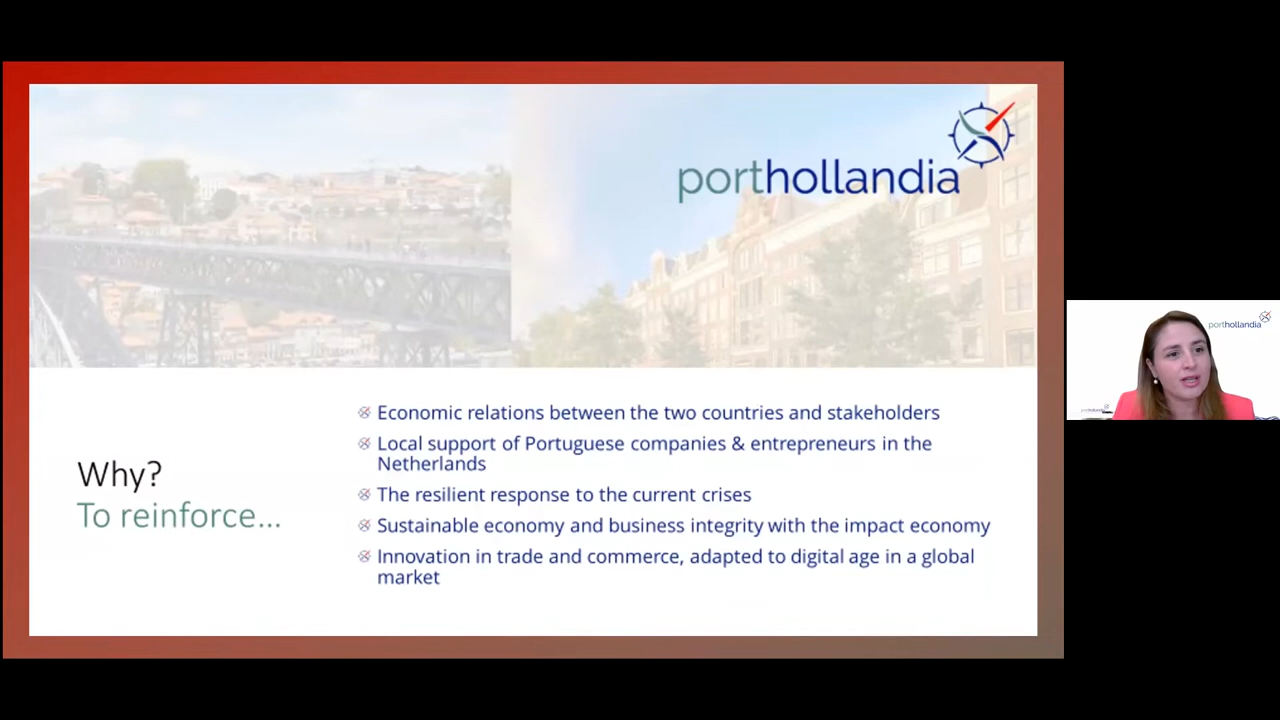 porthollandia
Why?
To reinforce...
Economic relations between the two countries and stakeholders
Local support of Portuguese companies & entrepreneurs in the
Netherlands
The resilient response to the current crises
Sustainable economy and business integrity with the impact economy
Innovation in trade and commerce, adapted to digital age in a global
market
porthollandia